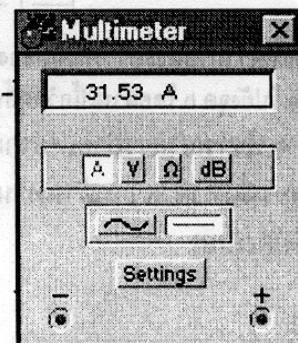 Multimeter
31.53 A
A V Ω dB
Settings
− +